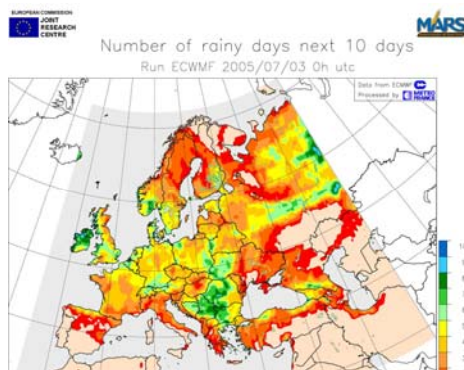 EUROPEAN COMMISSION
JOINT
RESEARCH
CENTRE
MARS
Number of rainy days next 10 days
Run ECWMF 2005/07/03 0h utc
Data from ECMWF
Processed by METEO FRANCE